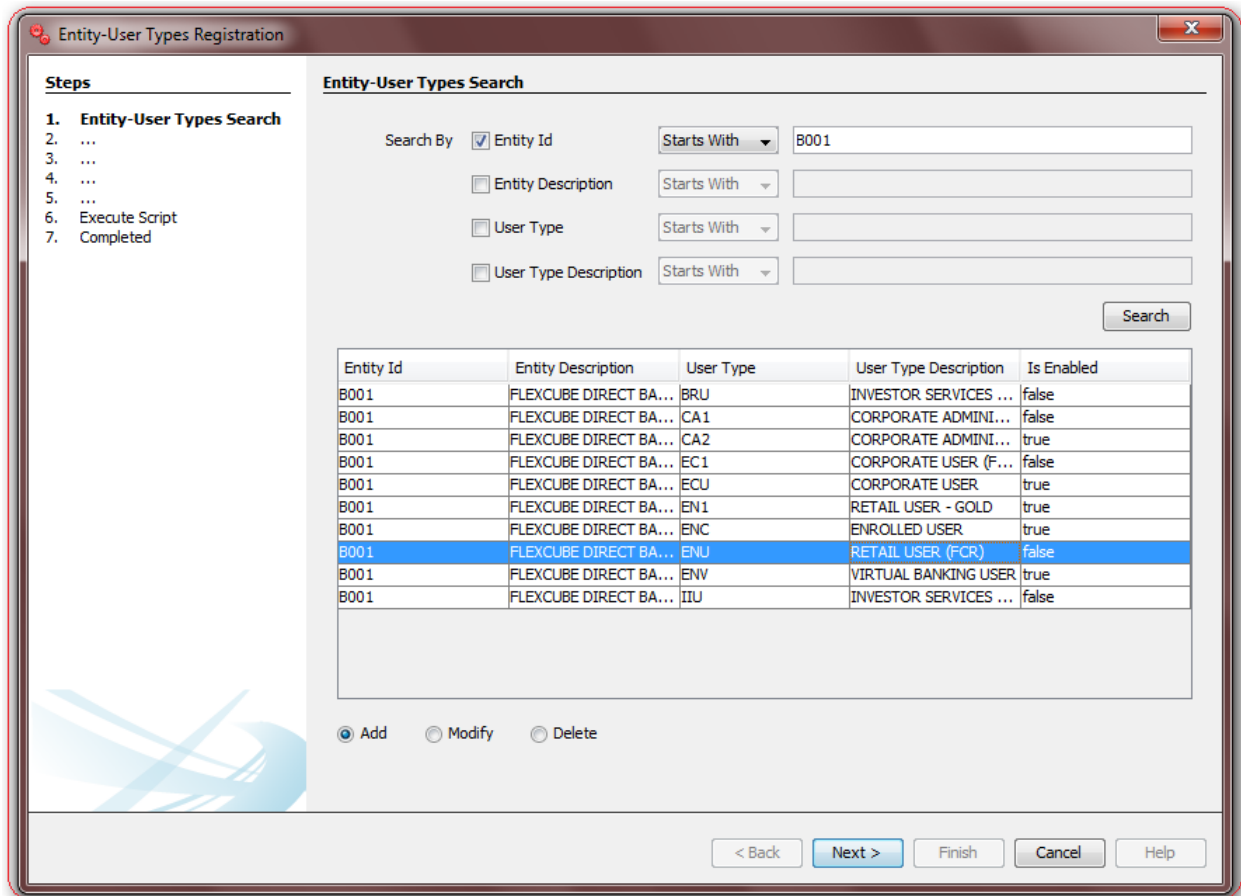 Entity-User Types Registration
Steps
1. Entity-User Types Search
2. ...
3. ...
4. ...
5. ...
6. Execute Script
7. Completed
Entity-User Types Search
Search By Entity Id Starts With B001
Entity Description Starts With
User Type Starts With
User Type Description Starts With
Search
Entity Id Entity Description User Type User Type Description Is Enabled
B001 FLEXCUBE DIRECT BA... BRU INVESTOR SERVICES ... false
B001 FLEXCUBE DIRECT BA... CA1 CORPORATE ADMINI... false
B001 FLEXCUBE DIRECT BA... CA2 CORPORATE ADMINI... true
B001 FLEXCUBE DIRECT BA... EC1 CORPORATE USER (F... false
B001 FLEXCUBE DIRECT BA... ECU CORPORATE USER true
B001 FLEXCUBE DIRECT BA... EN1 RETAIL USER - GOLD true
B001 FLEXCUBE DIRECT BA... ENC ENROLLED USER true
B001 FLEXCUBE DIRECT BA... ENU RETAIL USER (FCR) false
B001 FLEXCUBE DIRECT BA... ENV VIRTUAL BANKING USER true
B001 FLEXCUBE DIRECT BA... IIU INVESTOR SERVICES ... false
Add Modify Delete
< Back Next > Finish Cancel Help